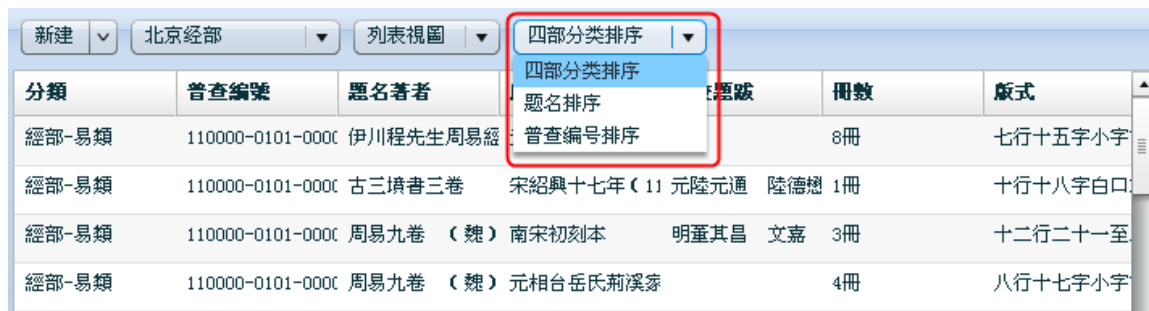 新建 北京经部 列表視圖 四部分类排序
四部分类排序
题名排序
普查编号排序
分類 普查編號 題名著者 題跋 冊數 版式
經部-易類 110000-0101-000 伊川程先生周易經 8冊 七行十五字小字
經部-易類 110000-0101-000 古三墳書三卷 宋紹興十七年(11 元陸元通 陸德懋 1冊 十行十八字白口
經部-易類 110000-0101-000 周易九卷 (魏) 南宋初刻本 明董其昌 文嘉 3冊 十二行二十一至
經部-易類 110000-0101-000 周易九卷 (魏) 元相台岳氏荊溪家 4冊 八行十七字小字